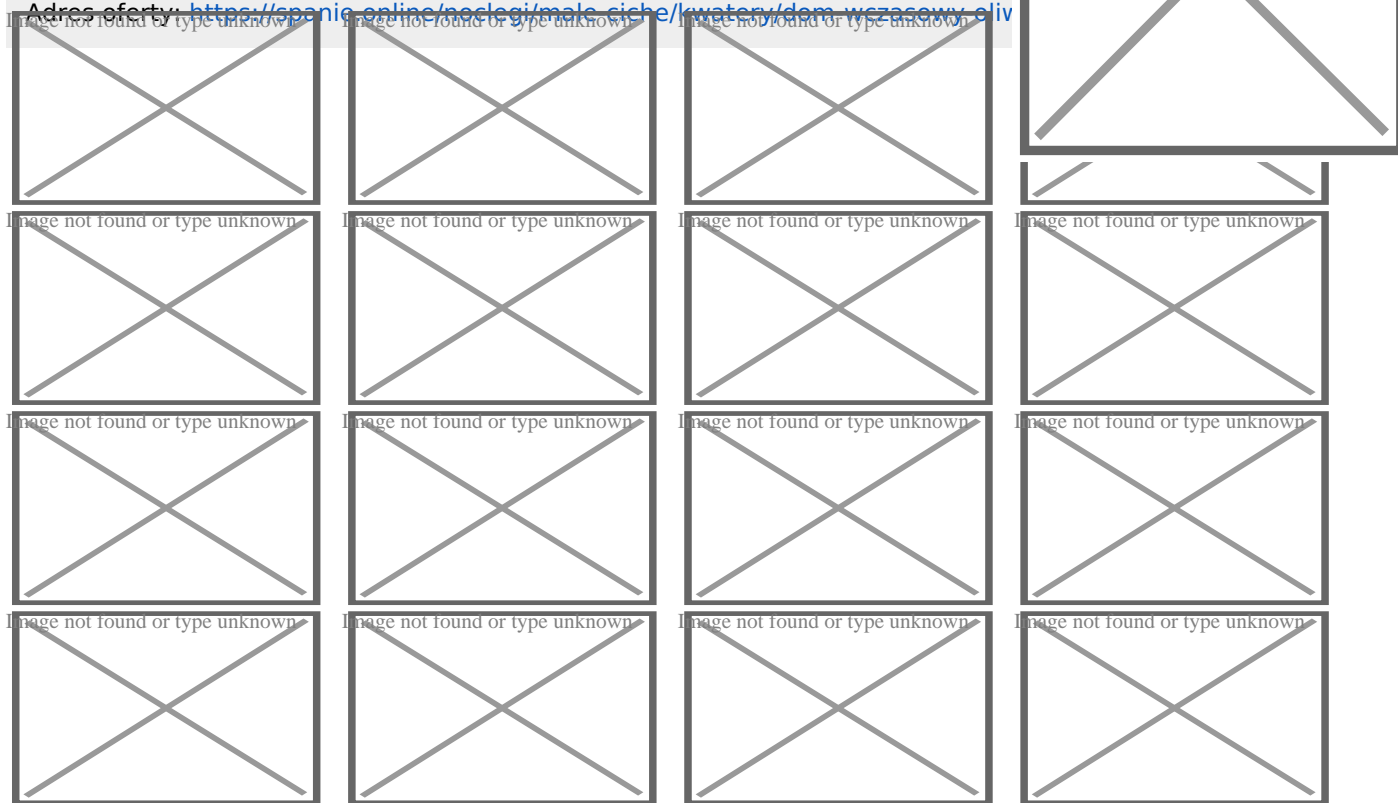 Adres oferty: https://spanie.online/noclegi/male-ciche/kwatery/dom-wczasowy-oliw
Image not found or type unknown Image not found or type unknown Image not found or type unknown
Image not found or type unknown Image not found or type unknown Image not found or type unknown Image not found or type unknown
Image not found or type unknown Image not found or type unknown Image not found or type unknown Image not found or type unknown
Image not found or type unknown Image not found or type unknown Image not found or type unknown Image not found or type unknown